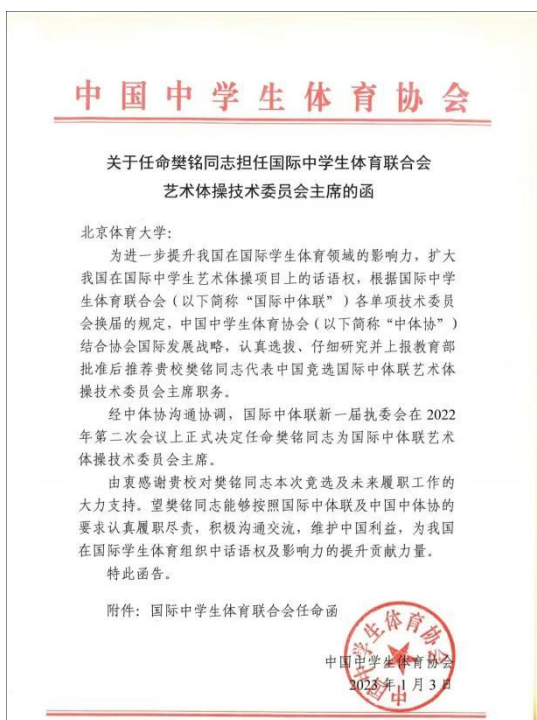 中国中学生体育协会
关于任命樊铭同志担任国际中学生体育联合会
艺术体操技术委员会主席的函
北京体育大学：
为进一步提升我国在国际学生体育领域的影响力，扩大
我国在国际中学生艺术体操项目上的话语权，根据国际中学
生体育联合会（以下简称“国际中体联”）各单项技术委员
会换届的规定，中国中学生体育协会（以下简称“中体协”）
结合协会国际发展战略，认真选拔、仔细研究并上报教育部
批准后推荐贵校樊铭同志代表中国竞选国际中体联艺术体
操技术委员会主席职务。
经中体协沟通协调，国际中体联新一届执委会在 2022
年第二次会议上正式决定任命樊铭同志为国际中体联艺术
体操技术委员会主席。
由衷感谢贵校对樊铭同志本次竞选及未来履职工作的
大力支持。望樊铭同志能够按照国际中体联及中国中体协的
要求认真履职尽责，积极沟通交流，维护中国利益，为我国
在国际学生体育组织中话语权及影响力的提升贡献力量。
特此函告。
附件：国际中学生体育联合会任命函
中国中学生体育协会
中国中学生体育协会
2023 年 1 月 3 日